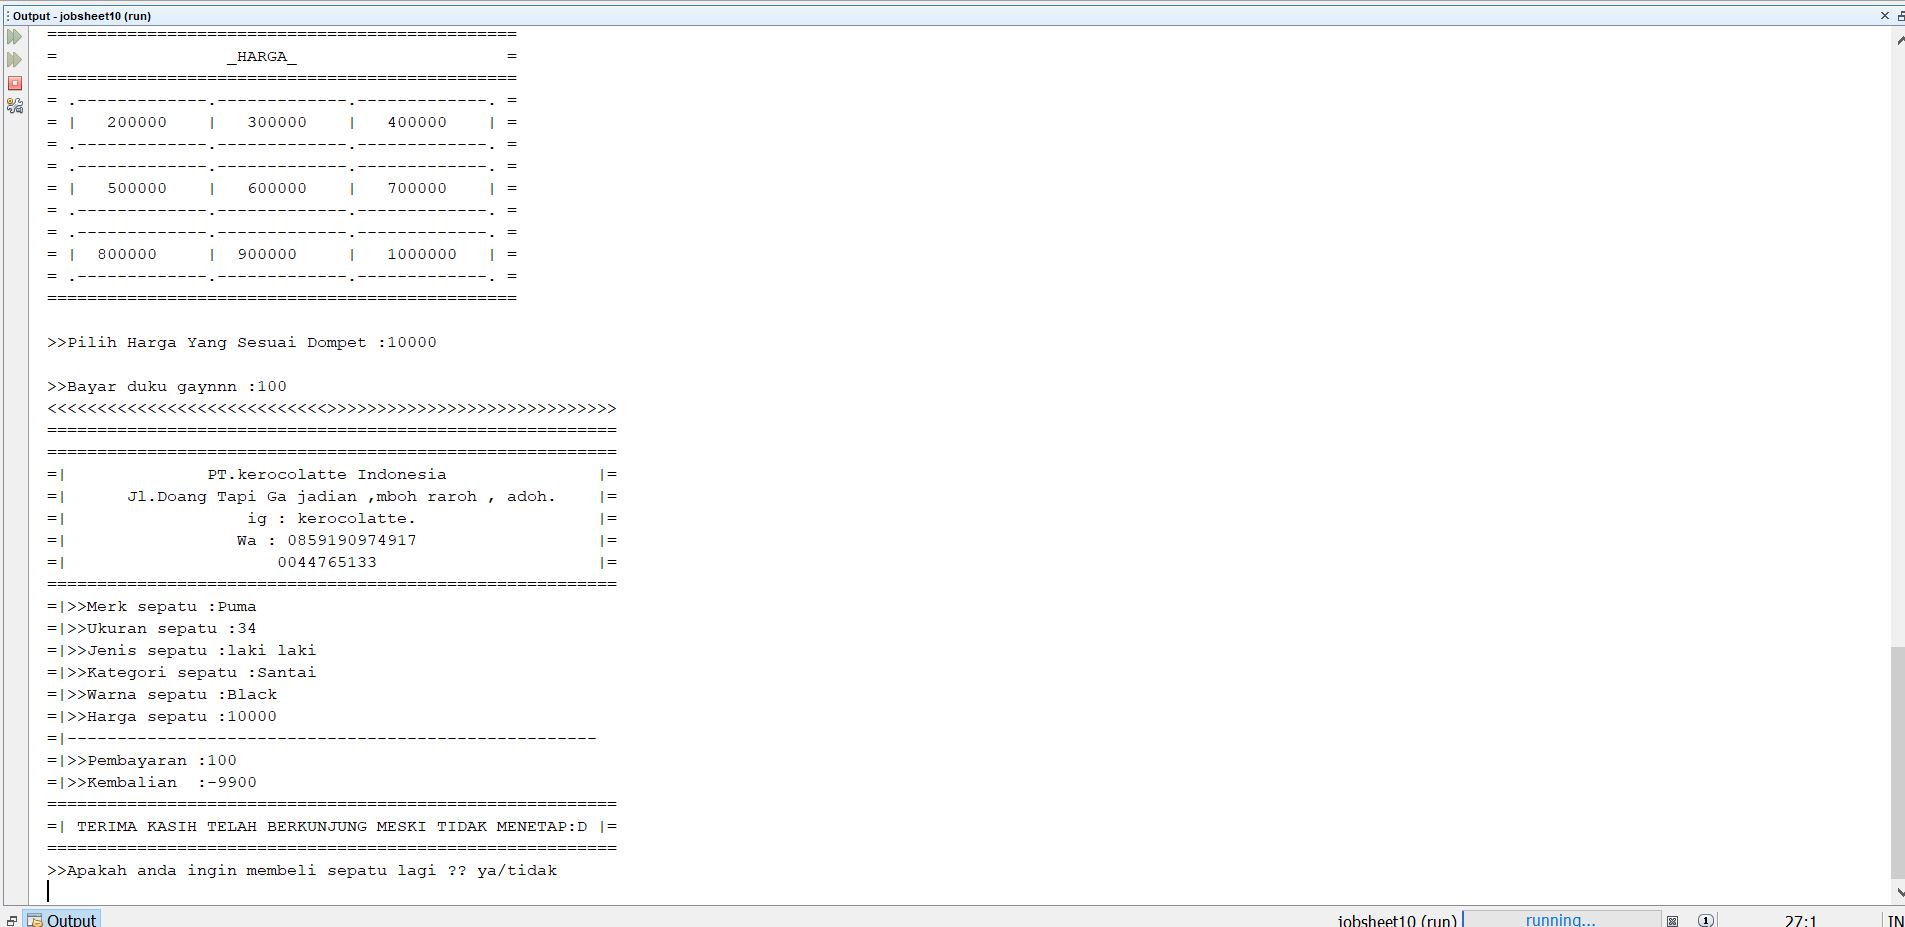 Output - jobsheet10 (run)
===============================================
=                 _HARGA_                     =
===============================================
= .-------------.-------------.-------------. =
= |   200000    |   300000    |   400000    | =
= .-------------.-------------.-------------. =
= .-------------.-------------.-------------. =
= |   500000    |   600000    |   700000    | =
= .-------------.-------------.-------------. =
= .-------------.-------------.-------------. =
= |  800000     |  900000     |   1000000   | =
= .-------------.-------------.-------------. =
===============================================
>>Pilih Harga Yang Sesuai Dompet :10000
>>Bayar duku gaynnn :100
<<<<<<<<<<<<<<<<<<<<<<<<<<<<>>>>>>>>>>>>>>>>>>>>>>>>>>>>>
=========================================================
=========================================================
=|              PT.kerocolatte Indonesia               |=
=|      Jl.Doang Tapi Ga jadian ,mboh raroh , adoh.    |=
=|                  ig : kerocolatte.                  |=
=|                 Wa : 0859190974917                  |=
=|                     0044765133                      |=
=========================================================
=|>>Merk sepatu :Puma
=|>>Ukuran sepatu :34
=|>>Jenis sepatu :laki laki
=|>>Kategori sepatu :Santai
=|>>Warna sepatu :Black
=|>>Harga sepatu :10000
=|-----------------------------------------------------
=|>>Pembayaran :100
=|>>Kembalian  :-9900
=========================================================
=| TERIMA KASIH TELAH BERKUNJUNG MESKI TIDAK MENETAP:D |=
=========================================================
>>Apakah anda ingin membeli sepatu lagi ?? ya/tidak
Output
jobsheet10 (run)
running...
1
27:1
IN